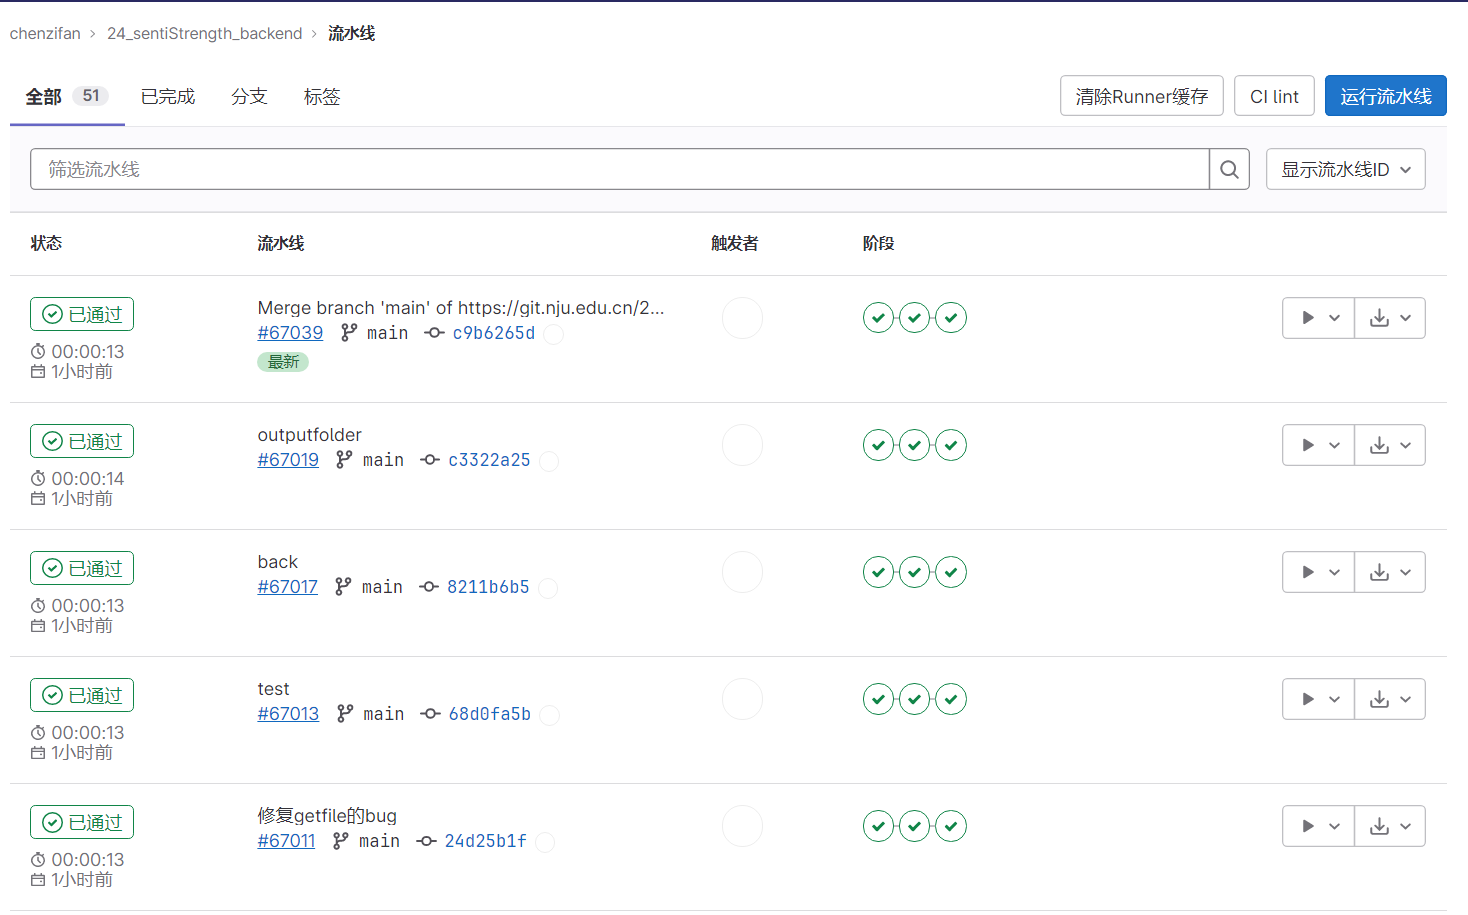 chenzifan > 24_sentiStrength_backend > 流水线
全部 51 已完成 分支 标签 清除Runner缓存 CI lint 运行流水线
筛选流水线 显示流水线ID
状态 流水线 触发者 阶段
已通过 Merge branch 'main' of https://git.nju.edu.cn/2...
#67039 main c9b6265d
00:00:13 最新
1小时前
已通过 outputfolder
#67019 main c3322a25
00:00:14
1小时前
已通过 back
#67017 main 8211b6b5
00:00:13
1小时前
已通过 test
#67013 main 68d0fa5b
00:00:13
1小时前
已通过 修复getfile的bug
#67011 main 24d25b1f
00:00:13
1小时前